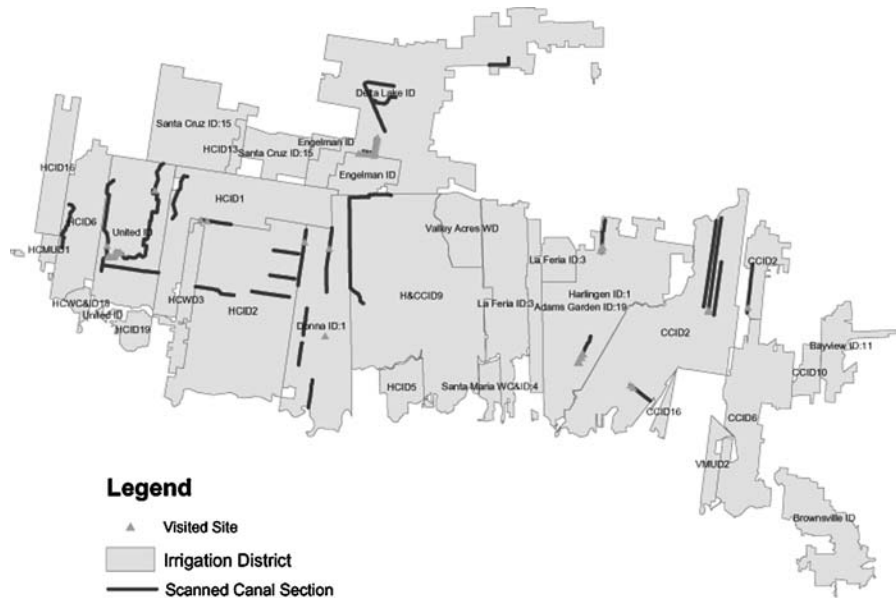 Delta Lake ID
Santa Cruz ID:15
HCID13
Santa Cruz ID:15
Engelman ID
Engelman ID
HCID16
HCID1
HCID6
United ID
Valley Acres WD
HCMUD1
La Feria ID:3
CCID2
HCWC&ID18
United ID
HCWD3
HCID2
H&CCID9
La Feria ID:3
Harlingen ID:1
Adams Garden ID:19
HCID19
Donna ID:1
CCID2
Bayview ID:11
CCID10
HCID5
Santa Maria WC&ID:4
CCID16
CCID6
VMUD2
Brownsville ID
Legend
Visited Site
Irrigation District
Scanned Canal Section